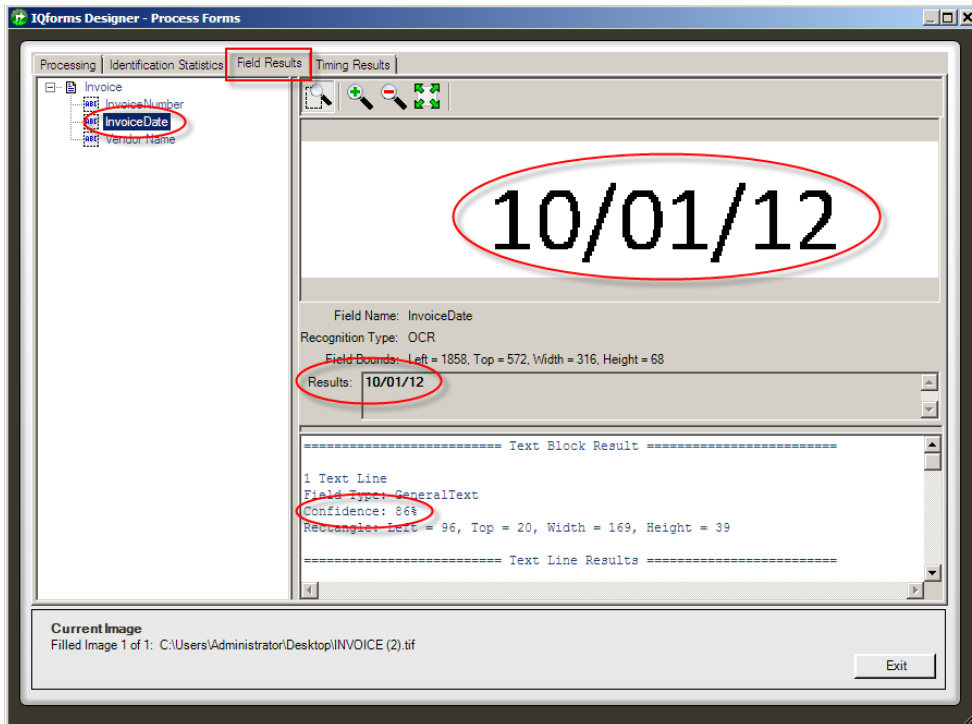 IQforms Designer - Process Forms
Processing Identification Statistics Field Results Timing Results
Invoice
ABC InvoiceNumber
ABC InvoiceDate
ABC Vendor Name
10/01/12
Field Name: InvoiceDate
Recognition Type: OCR
Field Bounds: Left = 1858, Top = 572, Width = 316, Height = 68
Results: 10/01/12
========================== Text Block Result =========================
1 Text Line
Field Type: GeneralText
Confidence: 86%
Rectangle: Left = 96, Top = 20, Width = 169, Height = 39
========================== Text Line Results =========================
Current Image
Filled Image 1 of 1: C:\Users\Administrator\Desktop\INVOICE (2).tif
Exit